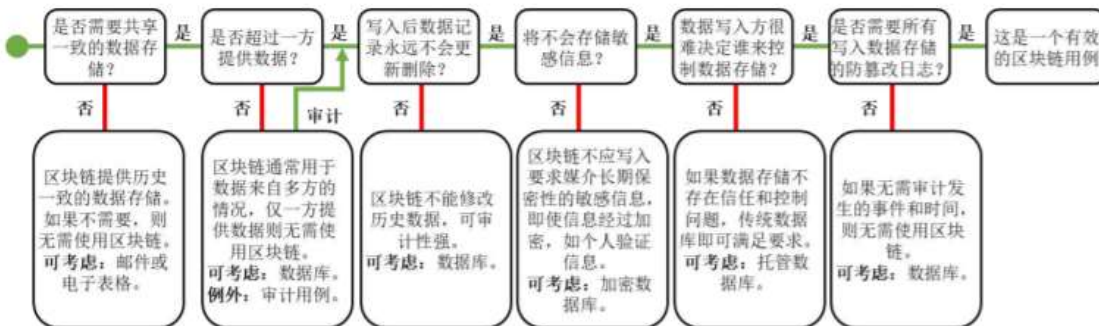 是否需要共享
一致的数据存
储？
是
是否超过一方
提供数据？
是
写入后数据记
录永远不会更
新删除？
是
将不会存储敏
感信息？
是
数据写入方很
难决定谁来控
制数据存储？
是
是否需要所有
写入数据存储
的防篡改日志？
是
这是一个有效
的区块链用例
否
否
审计
否
否
否
否
区块链提供历史
一致的数据存储。
如果不需要，则
无需使用区块链。
可考虑：邮件或
电子表格。
区块链通常用于
数据来自多方的
情况，仅一方提
供数据则无需使
用区块链。
可考虑：数据库。
例外：审计用例。
区块链不能修改
历史数据，可审
计性强。
可考虑：数据库。
区块链不应写入
要求媒介长期保
密性的敏感信息，
即使信息经过加
密，如个人验证
信息。
可考虑：加密数
据库。
如果数据存储不
存在信任和控制
问题，传统数据
库即可满足要求。
可考虑：托管数
据库。
如果无需审计发
生的事件和时间，
则无需使用区块
链。
可考虑：数据库。